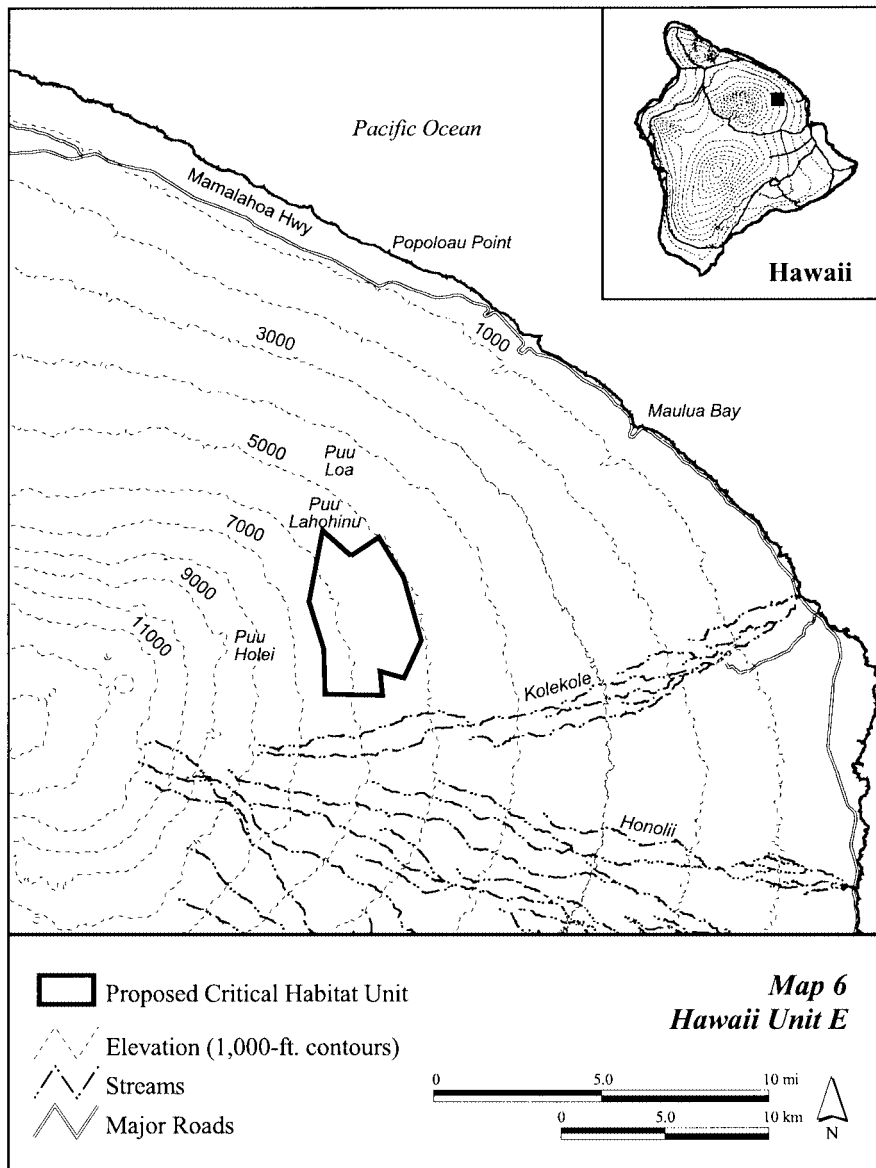 Pacific Ocean
Hawaii
Mamalahoa Hwy
Popoloau Point
1000
3000
Maulua Bay
5000
Puu
Loa
Puu
Lahohinu
7000
9000
11000
Puu
Holei
Kolekole
Honolii
Proposed Critical Habitat Unit
Elevation (1,000-ft. contours)
Streams
Major Roads
Map 6
Hawaii Unit E
0 5.0 10 mi
0 5.0 10 km
N